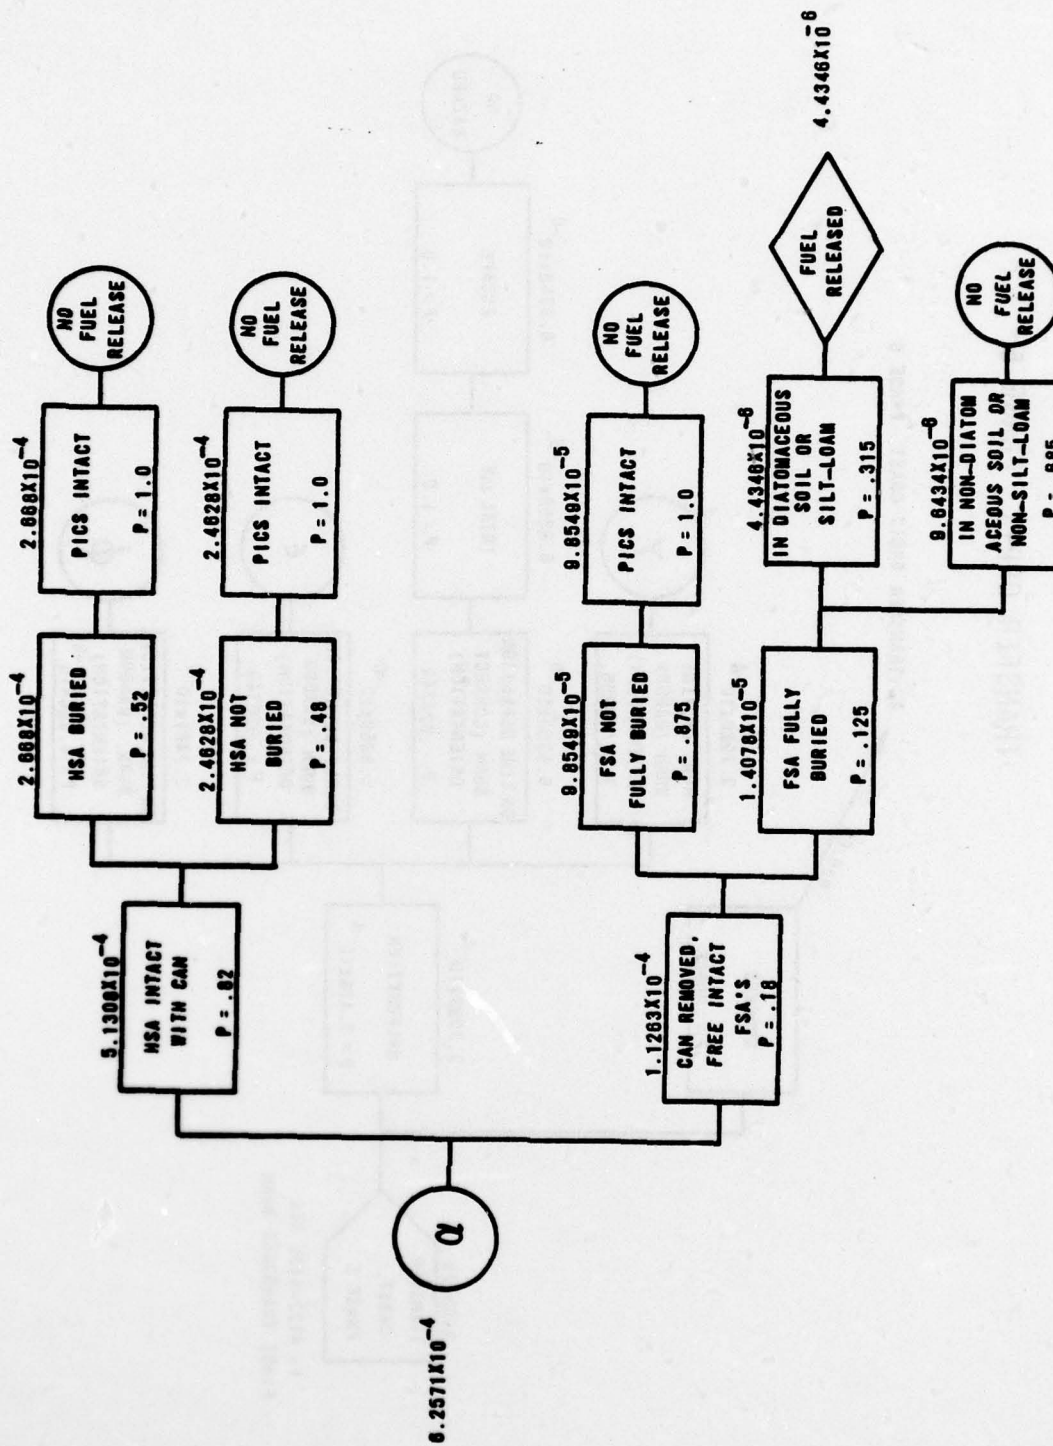 6.2571X10⁻⁴
α
5.1308X10⁻⁴
HSA INTACT
WITH CAN
P = .82
2.668X10⁻⁴
HSA BURIED
P = .52
2.668X10⁻⁴
PICS INTACT
P = 1.0
NO
FUEL
RELEASE
2.4628X10⁻⁴
HSA NOT
BURIED
P = .48
2.4628X10⁻⁴
PICS INTACT
P = 1.0
NO
FUEL
RELEASE
1.1263X10⁻⁴
CAN REMOVED,
FREE INTACT
FSA'S
P = .18
9.8549X10⁻⁵
FSA NOT
FULLY BURIED
P = .875
9.8549X10⁻⁵
PICS INTACT
P = 1.0
NO
FUEL
RELEASE
1.4078X10⁻⁵
FSA FULLY
BURIED
P = .125
4.4346X10⁻⁶
IN DIATOMACEOUS
SOIL OR
SILT-LOAM
P = .315
FUEL
RELEASED
4.4346X10⁻⁶
9.6434X10⁻⁶
IN NON-DIATOM
ACEOUS SOIL OR
NON-SILT-LOAM
NO
FUEL
RELEASE